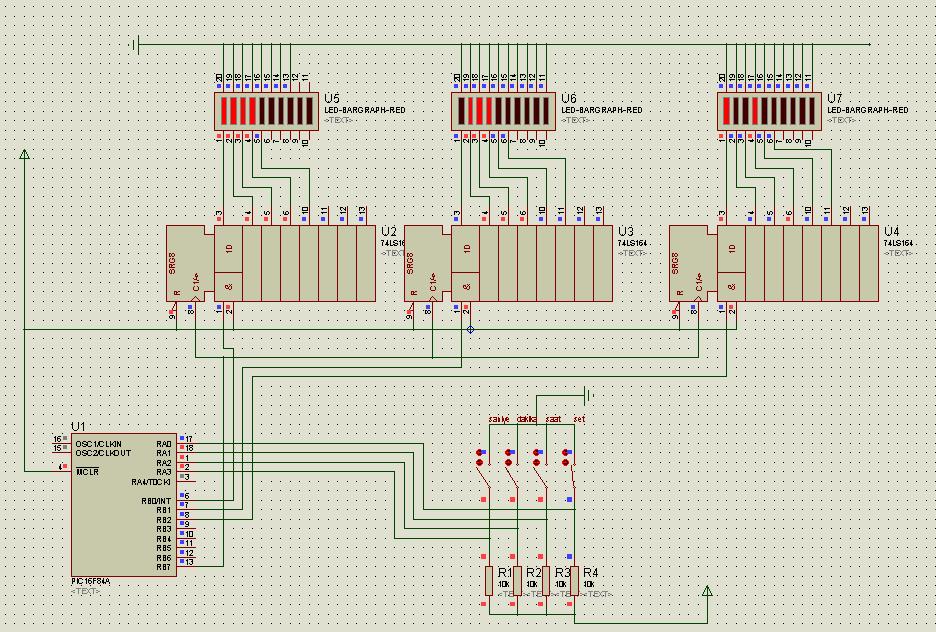 20 19 18 17 16 15 14 13 12 11
20 19 18 17 16 15 14 13 12 11
20 19 18 17 16 15 14 13 12 11
U5
LED-BARGRAPH-RED
<TEXT>
U6
LED-BARGRAPH-RED
<TEXT>
U7
LED-BARGRAPH-RED
<TEXT>
1 2 3 4 5 6 7 8 9 10
1 2 3 4 5 6 7 8 9 10
1 2 3 4 5 6 7 8 9 10
3 4 5 6 10 11 12 13
3 4 5 6 10 11 12 13
3 4 5 6 10 11 12 13
U2
74LS16
<TEXT
U3
74LS164
<TEXT>
U4
74LS164
<TEXT>
SRG8 R C1/→ 1D &
SRG8 R C1/→ 1D &
SRG8 R C1/→ 1D &
9 8 1 2
9 8 1 2
9 8 1 2
U1
16 OSC1/CLKIN
15 OSC2/CLKOUT
4 MCLR
RA0 17
RA1 18
RA2 1
RA3 2
RA4/T0CKI 3
RB0/INT 6
RB1 7
RB2 8
RB3 9
RB4 10
RB5 11
RB6 12
RB7 13
PIC16F84A
<TEXT>
saniye dakika saat set
R1 R2 R3 R4
10k 10k 10k 10k
<TE <TE <TE <TEXT>